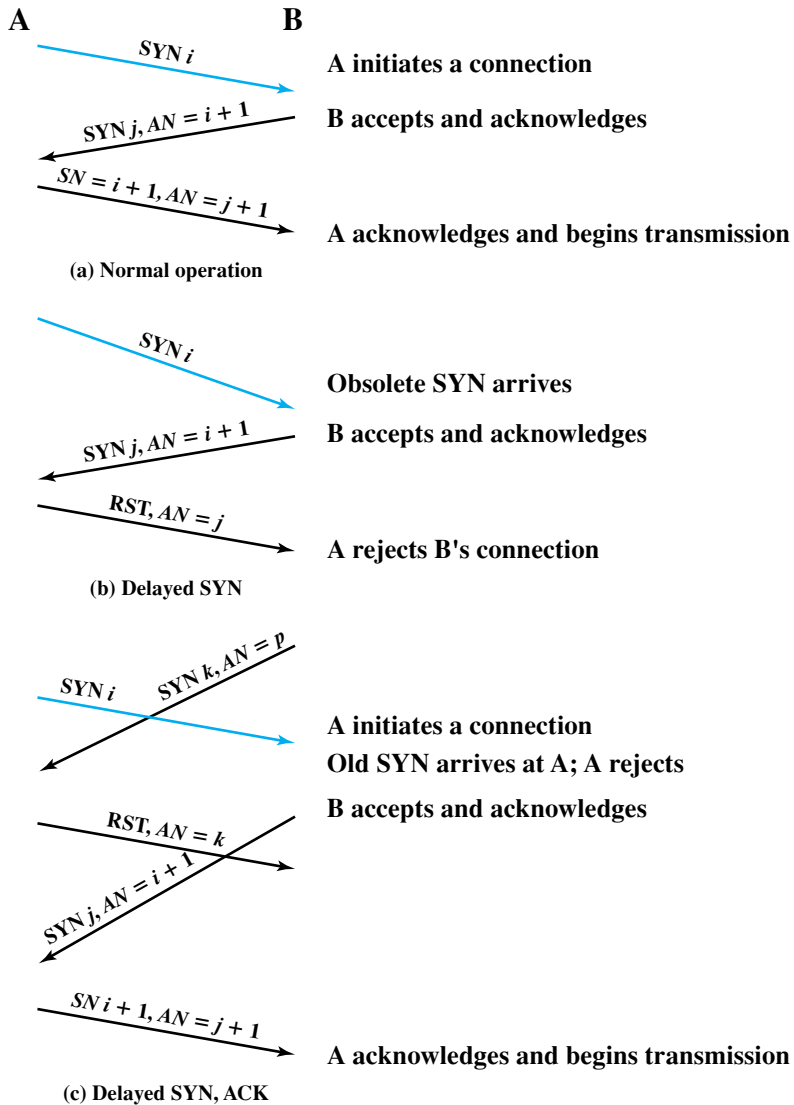 A B
SYN i
A initiates a connection
SYN j, AN = i + 1
B accepts and acknowledges
SN = i + 1, AN = j + 1
A acknowledges and begins transmission
(a) Normal operation
SYN i
Obsolete SYN arrives
SYN j, AN = i + 1
B accepts and acknowledges
RST, AN = j
A rejects B's connection
(b) Delayed SYN
SYN k, AN = p
SYN i
A initiates a connection
Old SYN arrives at A; A rejects
B accepts and acknowledges
RST, AN = k
SYN j, AN = i + 1
SN i + 1, AN = j + 1
A acknowledges and begins transmission
(c) Delayed SYN, ACK